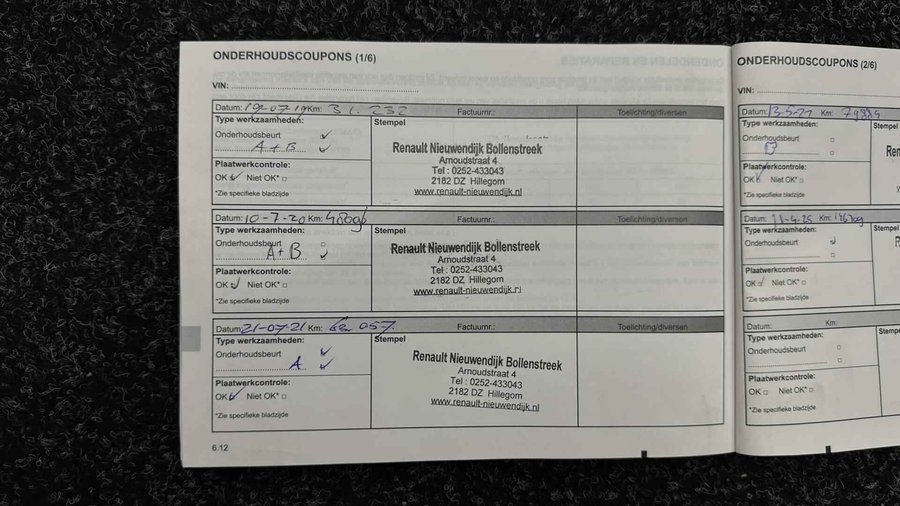 ONDERHOUDSCOUPONS (1/6)
VIN:
Datum: Km: 31.232 Factuurnr.: Toelichting/diversen
Type werkzaamheden: Stempel
Onderhoudsbeurt
A+B
Renault Nieuwendijk Bollenstreek
Arnoudstraat 4
Tel : 0252-433043
2182 DZ Hillegom
www.renault-nieuwendijk.nl
Plaatwerkcontrole:
OK Niet OK*
*Zie specifieke bladzijde
Datum: 10-7-20 Km: Factuurnr.: Toelichting/diversen
Type werkzaamheden: Stempel
Onderhoudsbeurt
A+B
Renault Nieuwendijk Bollenstreek
Arnoudstraat 4
Tel : 0252-433043
2182 DZ Hillegom
www.renault-nieuwendijk.nl
Plaatwerkcontrole:
OK Niet OK*
*Zie specifieke bladzijde
Datum: 21-07-21 Km: Factuurnr.: Toelichting/diversen
Type werkzaamheden: Stempel
Onderhoudsbeurt
A
Renault Nieuwendijk Bollenstreek
Arnoudstraat 4
Tel : 0252-433043
2182 DZ Hillegom
www.renault-nieuwendijk.nl
Plaatwerkcontrole:
OK Niet OK*
*Zie specifieke bladzijde
6.12
ONDERHOUDSCOUPONS (2/6)
VIN:
Datum: Km:
Type werkzaamheden: Stempel
Onderhoudsbeurt
Plaatwerkcontrole:
OK Niet OK*
*Zie specifieke bladzijde
Datum: Km:
Type werkzaamheden:
Onderhoudsbeurt
Plaatwerkcontrole:
OK Niet OK*
*Zie specifieke bladzijde
Datum: Km:
Type werkzaamheden:
Onderhoudsbeurt
Plaatwerkcontrole:
OK Niet OK*
*Zie specifieke bladzijde